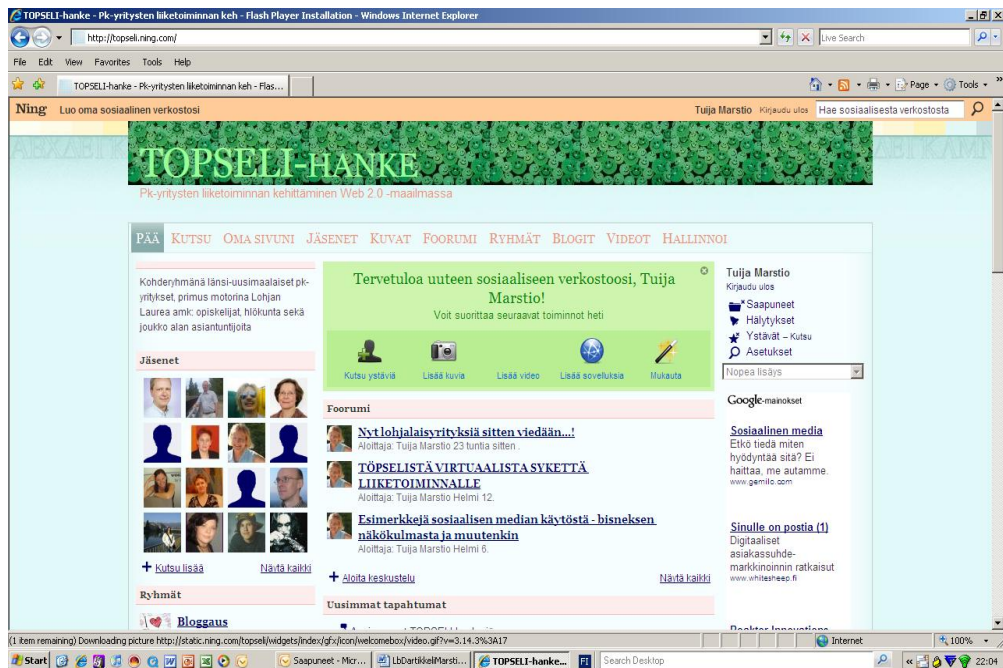 TOPSELI-hanke - Pk-yritysten liiketoiminnan keh - Flash Player Installation - Windows Internet Explorer
http://topseli.ning.com/
Live Search
File Edit View Favorites Tools Help
TOPSELI-hanke - Pk-yritysten liiketoiminnan keh - Flas...
Page Tools
Ning Luo oma sosiaalinen verkostosi
Tuija Marstio Kirjaudu ulos Hae sosiaalisesta verkostosta
TOPSELI-HANKE
Pk-yritysten liiketoiminnan kehittäminen Web 2.0 -maailmassa
PÄÄ KUTSU OMA SIVUNI JÄSENET KUVAT FOORUMI RYHMÄT BLOGIT VIDEOT HALLINNOI
Kohderyhmänä länsi-uusimaalaiset pk-
yritykset, primus motorina Lohjan
Laurea amk: opiskelijat, hlökunta sekä
joukko alan asiantuntijoita
Jäsenet
Kutsu lisää Näytä kaikki
Ryhmät
Bloggaus
Tervetuloa uuteen sosiaaliseen verkostoosi, Tuija
Marstio!
Voit suorittaa seuraavat toiminnot heti
Kutsu ystäviä Lisää kuvia Lisää video Lisää sovelluksia Mukauta
Foorumi
Nyt lohjalaisyrityksiä sitten viedään...!
Aloittaja: Tuija Marstio 23 tuntia sitten .
TÖPSELISTÄ VIRTUAALISTA SYKETTÄ
LIIKETOIMINNALLE
Aloittaja: Tuija Marstio Helmi 12.
Esimerkkejä sosiaalisen median käytöstä - bisneksen
näkökulmasta ja muutenkin
Aloittaja: Tuija Marstio Helmi 6.
Aloita keskustelu Näytä kaikki
Uusimmat tapahtumat
Tuija Marstio
Kirjaudu ulos
Saapuneet
Hälytykset
Ystävät – Kutsu
Asetukset
Nopea lisäys
Google-mainokset
Sosiaalinen media
Etkö tiedä miten
hyödyntää sitä? Ei
haittaa, me autamme.
www.gemilo.com
Sinulle on postia (1)
Digitaaliset
asiakassuhde-
markkinoinnin ratkaisut
www.whitesheep.fi
(1 item remaining) Downloading picture http://static.ning.com/topseli/widgets/index/gfx/icon/welcomebox/video.gif?v=3.14.3%3A17
Internet 100%
Start Saapuneet - Micr... LbDartikkeliMarsti... TOPSELI-hanke... Search Desktop 22:04